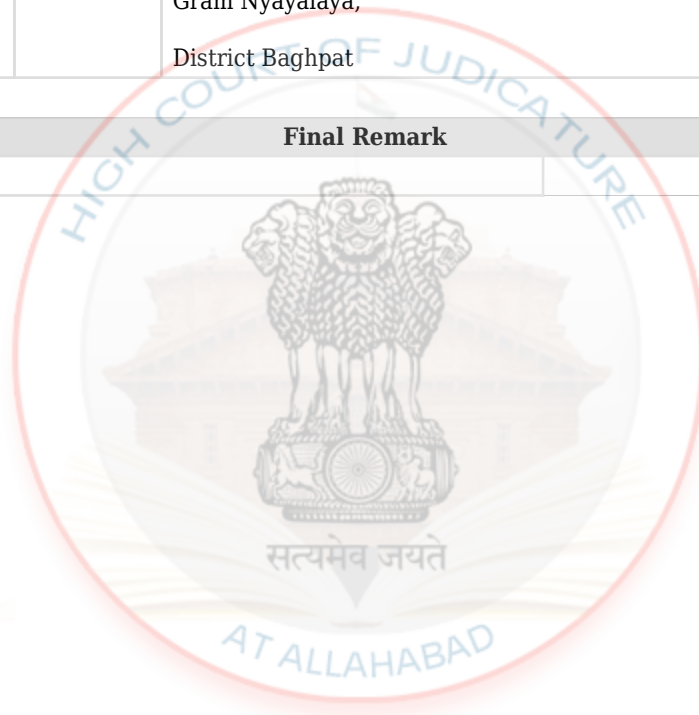 Gram Nyayalaya,
District Baghpat
HIGH COURT OF JUDICATURE
Final Remark
सत्यमेव जयते
AT ALLAHABAD